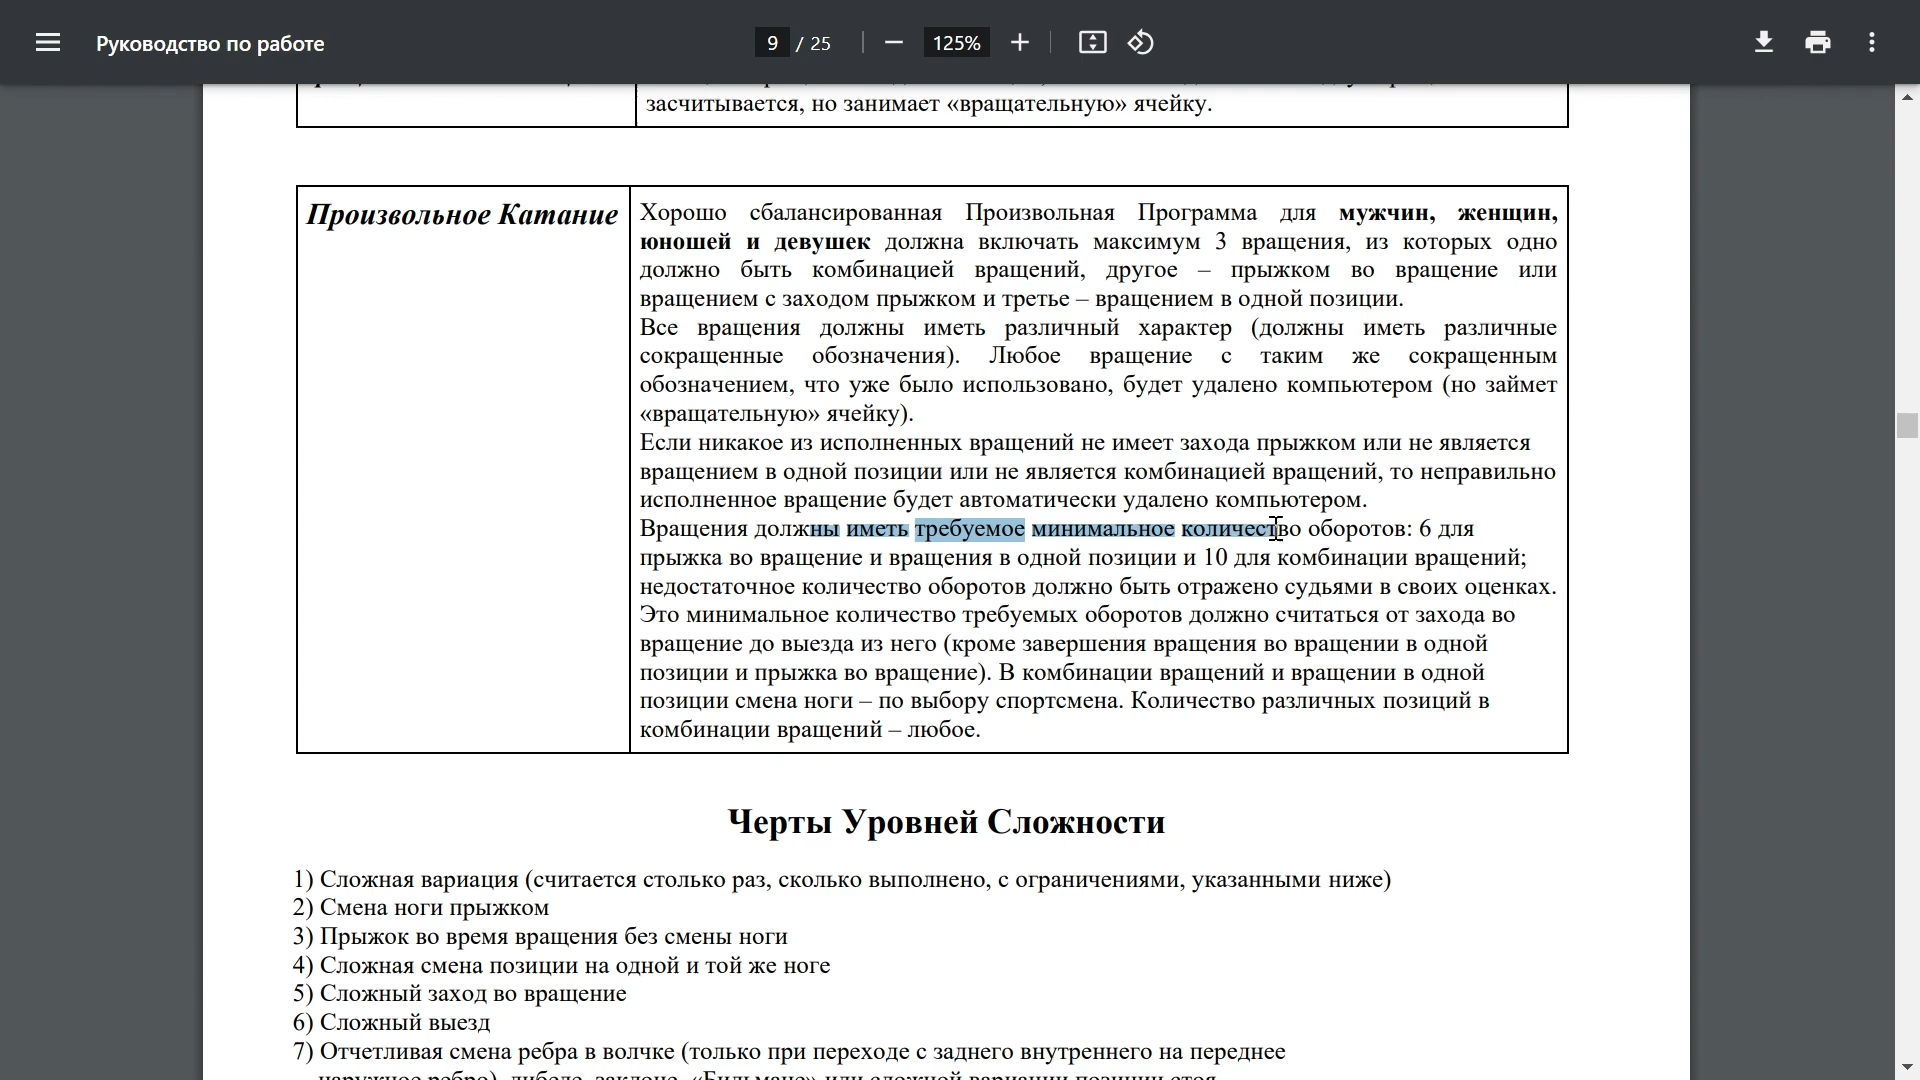 Руководство по работе
9 / 25
125%
засчитывается, но занимает «вращательную» ячейку.
Произвольное Катание
Хорошо сбалансированная Произвольная Программа для мужчин, женщин,
юношей и девушек должна включать максимум 3 вращения, из которых одно
должно быть комбинацией вращений, другое – прыжком во вращение или
вращением с заходом прыжком и третье – вращением в одной позиции.
Все вращения должны иметь различный характер (должны иметь различные
сокращенные обозначения). Любое вращение с таким же сокращенным
обозначением, что уже было использовано, будет удалено компьютером (но займет
«вращательную» ячейку).
Если никакое из исполненных вращений не имеет захода прыжком или не является
вращением в одной позиции или не является комбинацией вращений, то неправильно
исполненное вращение будет автоматически удалено компьютером.
Вращения должны иметь требуемое минимальное количество оборотов: 6 для
прыжка во вращение и вращения в одной позиции и 10 для комбинации вращений;
недостаточное количество оборотов должно быть отражено судьями в своих оценках.
Это минимальное количество требуемых оборотов должно считаться от захода во
вращение до выезда из него (кроме завершения вращения во вращении в одной
позиции и прыжка во вращение). В комбинации вращений и вращении в одной
позиции смена ноги – по выбору спортсмена. Количество различных позиций в
комбинации вращений – любое.
Черты Уровней Сложности
1) Сложная вариация (считается столько раз, сколько выполнено, с ограничениями, указанными ниже)
2) Смена ноги прыжком
3) Прыжок во время вращения без смены ноги
4) Сложная смена позиции на одной и той же ноге
5) Сложный заход во вращение
6) Сложный выезд
7) Отчетливая смена ребра в волчке (только при переходе с заднего внутреннего на переднее
наружное ребро), либеле, заклоне, «Бильмане» или сложной вариации позиции стоя